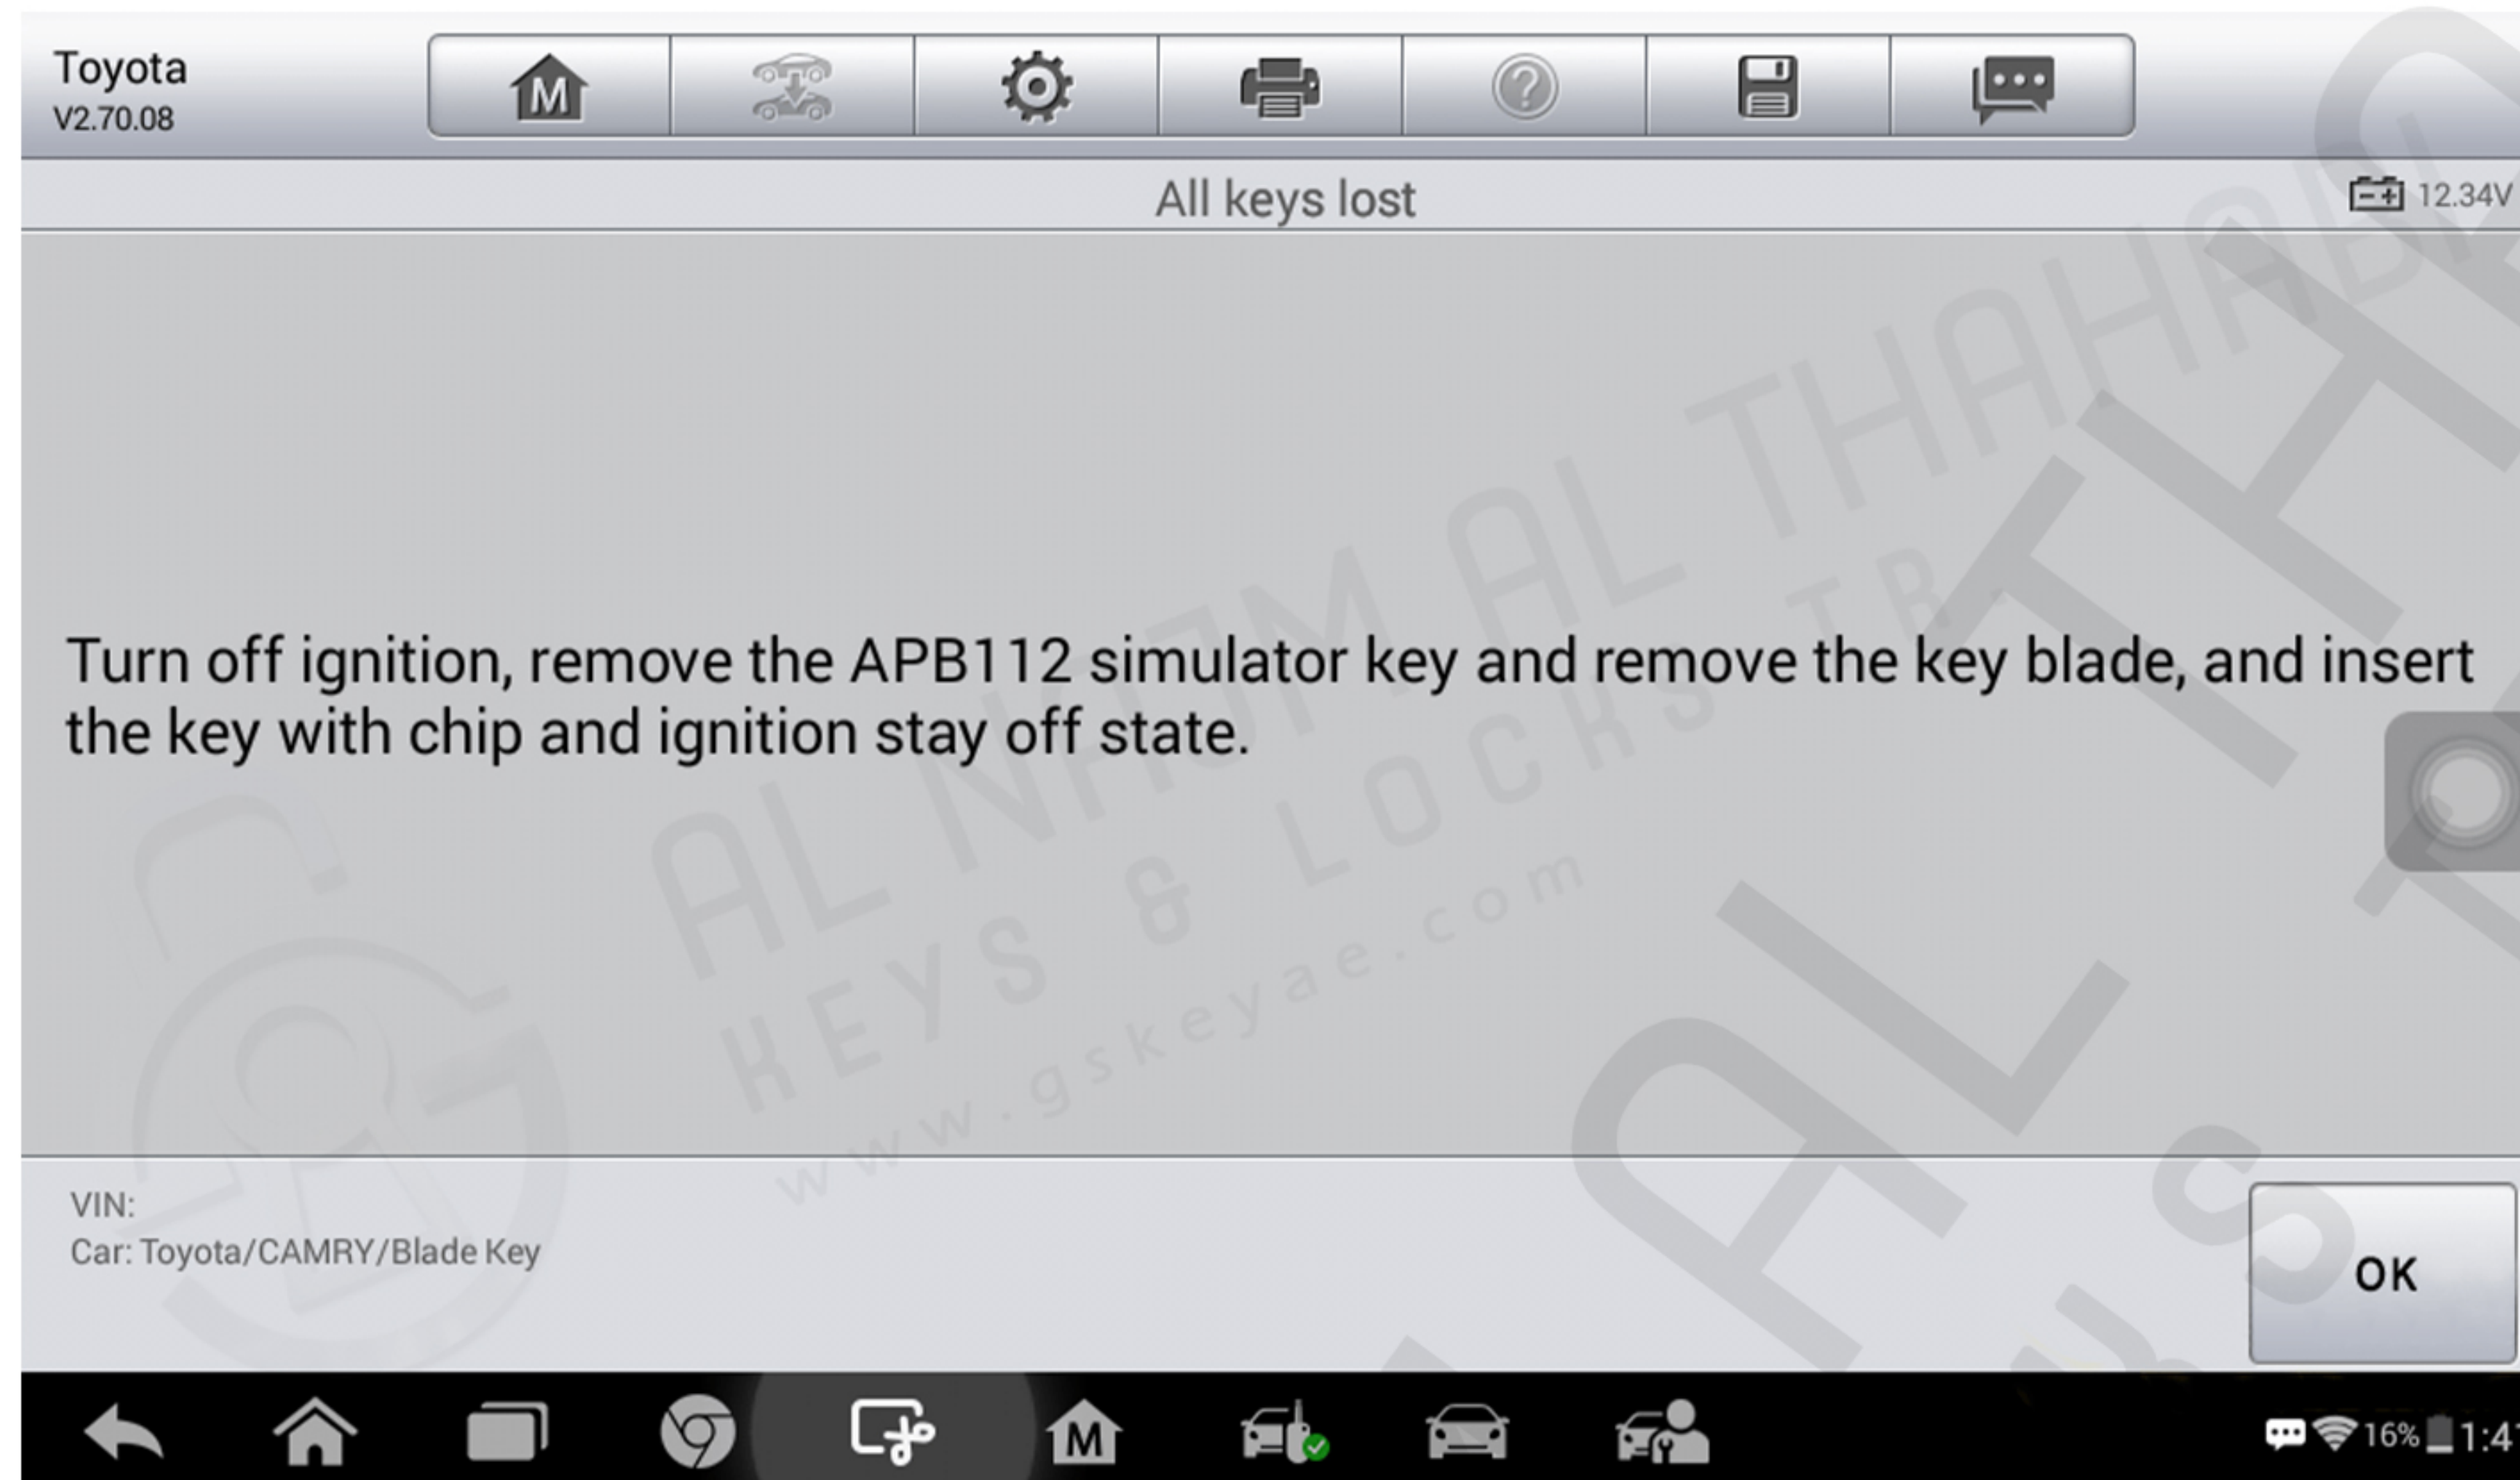 Toyota
V2.70.08
M
All keys lost
12.34V
Turn off ignition, remove the APB112 simulator key and remove the key blade, and insert
the key with chip and ignition stay off state.
AL NAJM AL THAHABI
KEYS & LOCKS TR.
www.gskeyae.com
VIN:
Car: Toyota/CAMRY/Blade Key
OK
M
16%